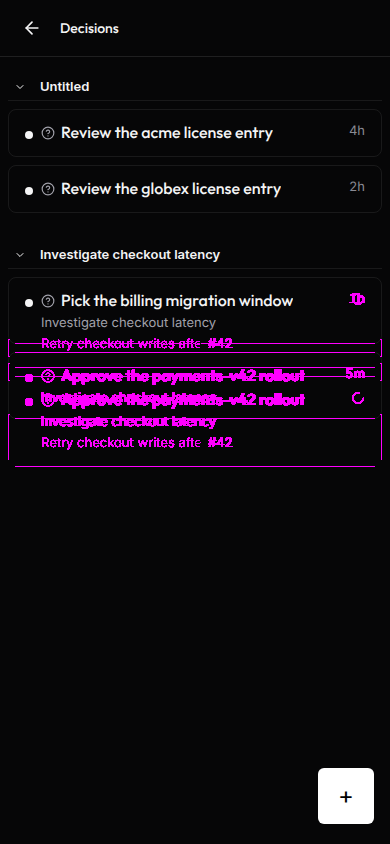 Decisions
Untitled
Review the acme license entry
4h
Review the globex license entry
2h
Investigate checkout latency
Pick the billing migration window
Investigate checkout latency
Retry checkout writes #42
Approve the payments-v42 rollout
5m
Approve the payments-v42 rollout
Investigate checkout latency
Retry checkout writes #42
+